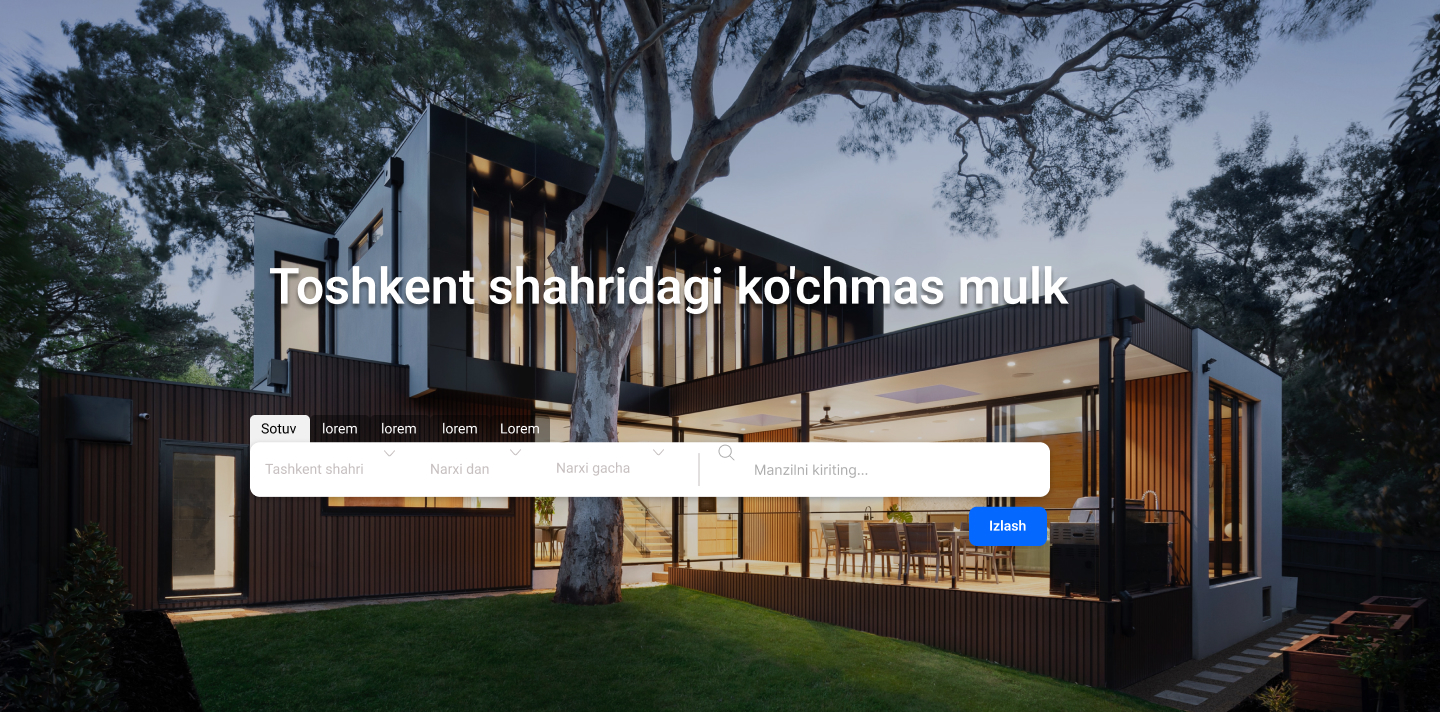 Toshkent shahridagi ko'chmas mulk
Sotuv lorem lorem lorem Lorem
Tashkent shahri Narxi dan Narxi gacha Manzilni kiriting...
Izlash